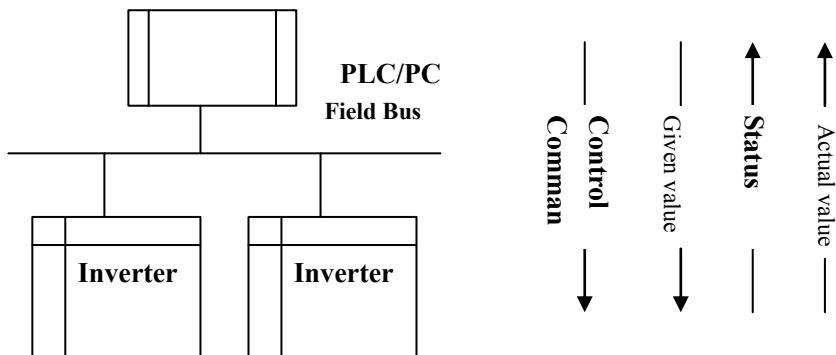 PLC/PC
Field Bus
Inverter
Inverter
Control
Comman
Given value
Status
Actual value